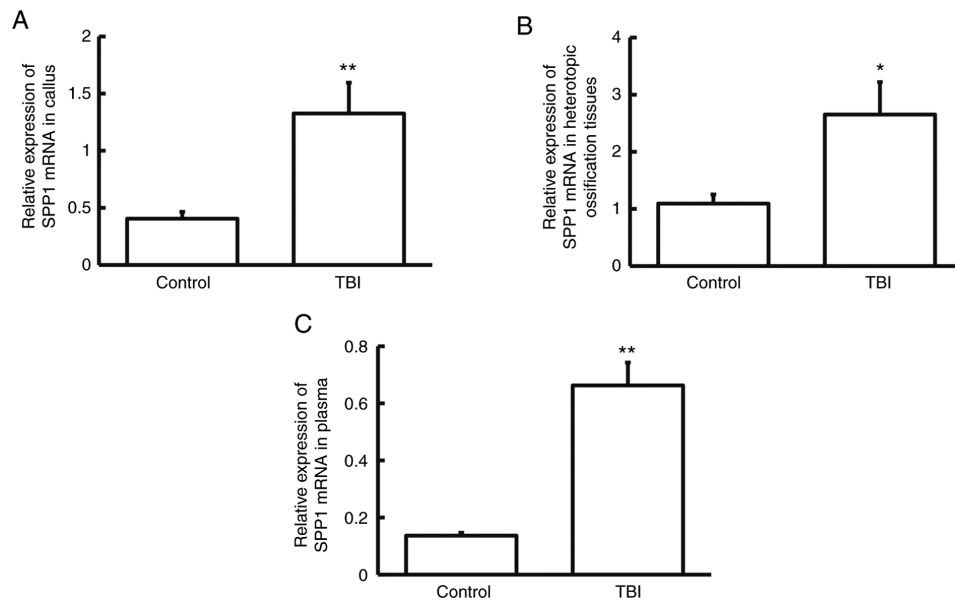 A
Relative expression of
SPP1 mRNA in callus
2
1.5
1
0.5
0
**
Control
TBI
B
Relative expression of
SPP1 mRNA in heterotopic
ossification tissues
4
3
2
1
0
*
Control
TBI
C
Relative expression of
SPP1 mRNA in plasma
0.8
0.6
0.4
0.2
0
**
Control
TBI